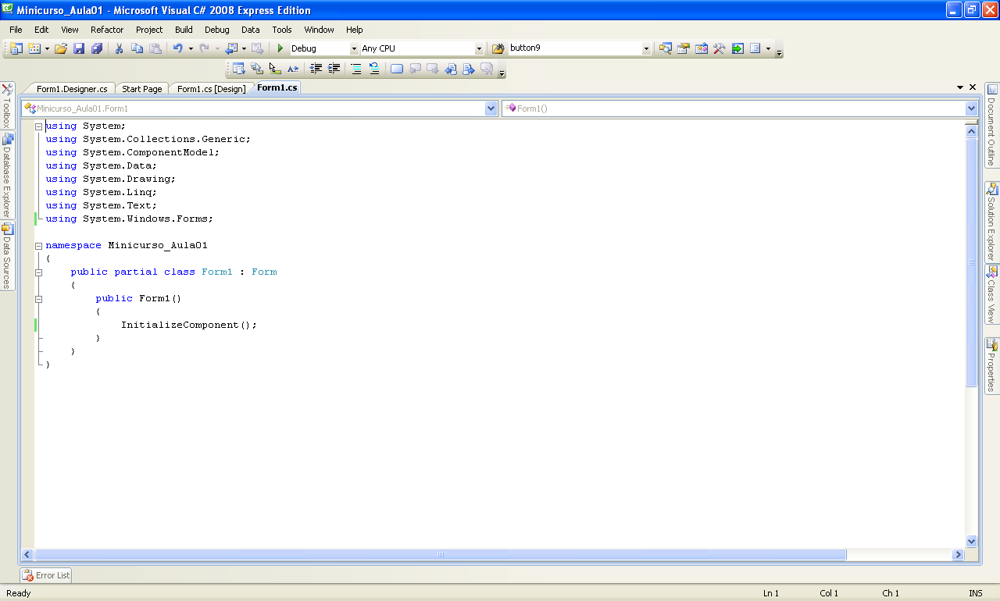 Minicurso_Aula01 - Microsoft Visual C# 2008 Express Edition
File Edit View Refactor Project Build Debug Data Tools Window Help
Debug Any CPU button9
Form1.Designer.cs Start Page Form1.cs [Design] Form1.cs
Minicurso_Aula01.Form1 Form1()
Toolbox
Database Explorer
Data Sources
using System;
using System.Collections.Generic;
using System.ComponentModel;
using System.Data;
using System.Drawing;
using System.Linq;
using System.Text;
using System.Windows.Forms;
namespace Minicurso_Aula01
{
public partial class Form1 : Form
{
public Form1()
{
InitializeComponent();
}
}
}
Document Outline
Solution Explorer
Class View
Properties
Error List
Ready Ln 1 Col 1 Ch 1 INS